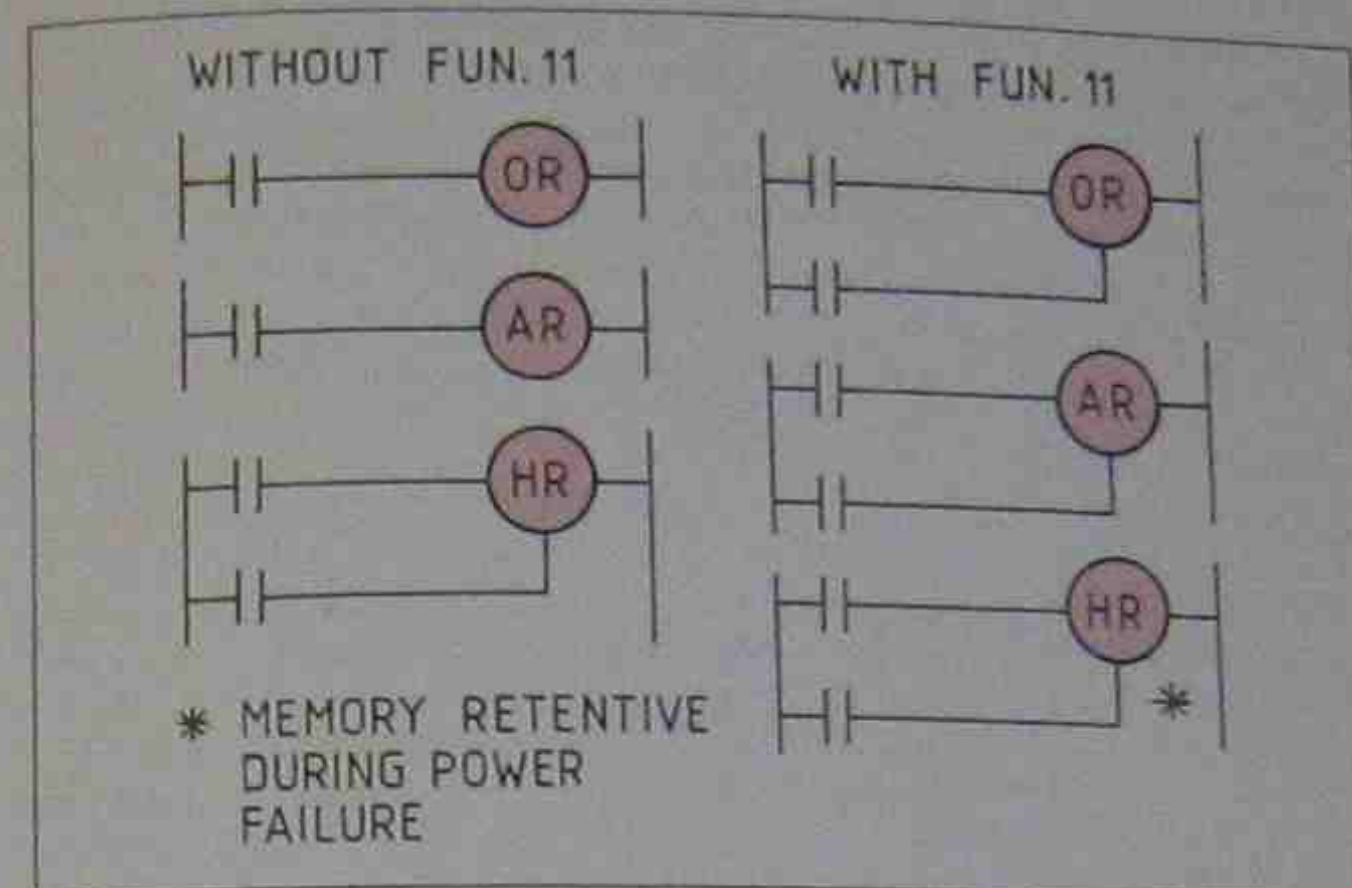 WITHOUT FUN. 11
OR
AR
HR
* MEMORY RETENTIVE
DURING POWER
FAILURE
WITH FUN. 11
OR
AR
HR
*